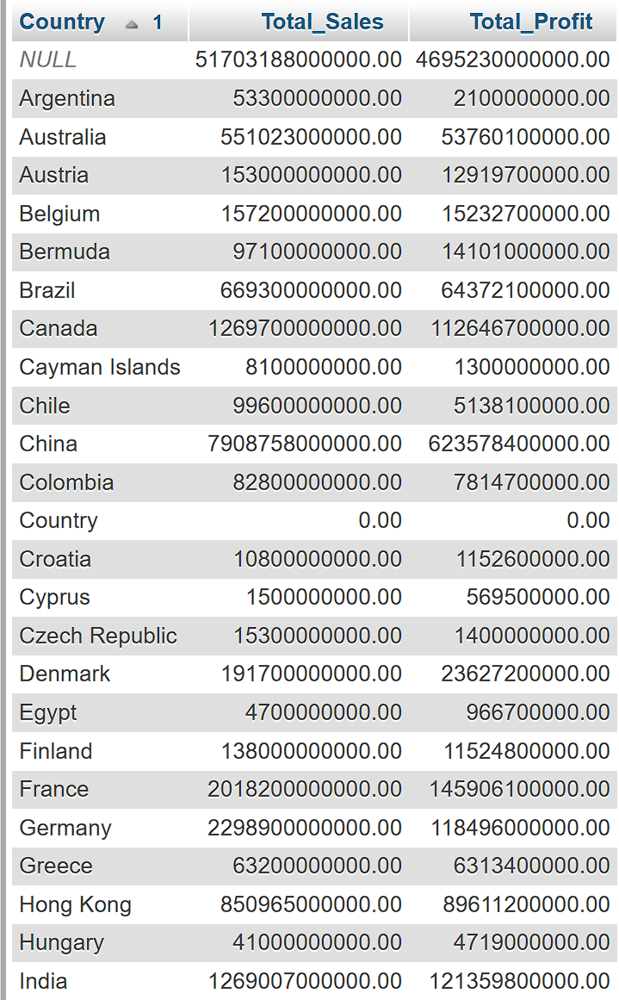 Country 1 Total_Sales Total_Profit
NULL 51703188000000.00 4695230000000.00
Argentina 53300000000.00 2100000000.00
Australia 551023000000.00 53760100000.00
Austria 153000000000.00 12919700000.00
Belgium 157200000000.00 15232700000.00
Bermuda 97100000000.00 14101000000.00
Brazil 669300000000.00 64372100000.00
Canada 1269700000000.00 112646700000.00
Cayman Islands 8100000000.00 1300000000.00
Chile 99600000000.00 5138100000.00
China 7908758000000.00 623578400000.00
Colombia 82800000000.00 7814700000.00
Country 0.00 0.00
Croatia 10800000000.00 1152600000.00
Cyprus 1500000000.00 569500000.00
Czech Republic 15300000000.00 1400000000.00
Denmark 191700000000.00 23627200000.00
Egypt 4700000000.00 966700000.00
Finland 138000000000.00 11524800000.00
France 2018200000000.00 145906100000.00
Germany 2298900000000.00 118496000000.00
Greece 63200000000.00 6313400000.00
Hong Kong 850965000000.00 89611200000.00
Hungary 41000000000.00 4719000000.00
India 1269007000000.00 121359800000.00